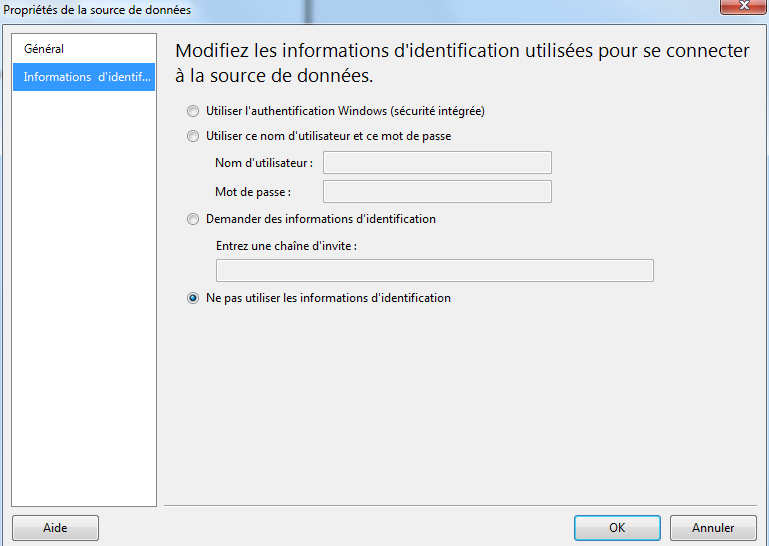 Propriétés de la source de données
Général
Informations d'identif...
Modifiez les informations d'identification utilisées pour se connecter
à la source de données.
Utiliser l'authentification Windows (sécurité intégrée)
Utiliser ce nom d'utilisateur et ce mot de passe
Nom d'utilisateur :
Mot de passe :
Demander des informations d'identification
Entrez une chaîne d'invite :
Ne pas utiliser les informations d'identification
Aide
OK
Annuler